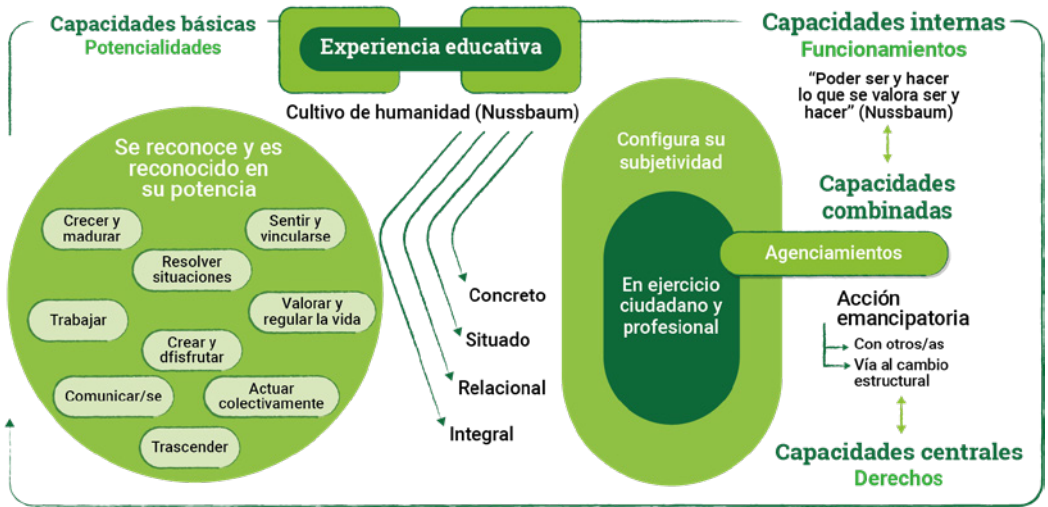 Capacidades básicas
Potencialidades
Experiencia educativa
Cultivo de humanidad (Nussbaum)
Capacidades internas
Funcionamientos
“Poder ser y hacer
lo que se valora ser y
hacer” (Nussbaum)
Se reconoce y es
reconocido en
su potencia
Crecer y
madurar
Sentir y
vincularse
Resolver
situaciones
Trabajar
Valorar y
regular la vida
Crear y
dfisfrutar
Comunicar/se
Actuar
colectivamente
Trascender
Concreto
Situado
Relacional
Integral
Configura su
subjetividad
En ejercicio
ciudadano y
profesional
Capacidades
combinadas
Agenciamientos
Acción
emancipatoria
Con otros/as
Vía al cambio
estructural
Capacidades centrales
Derechos